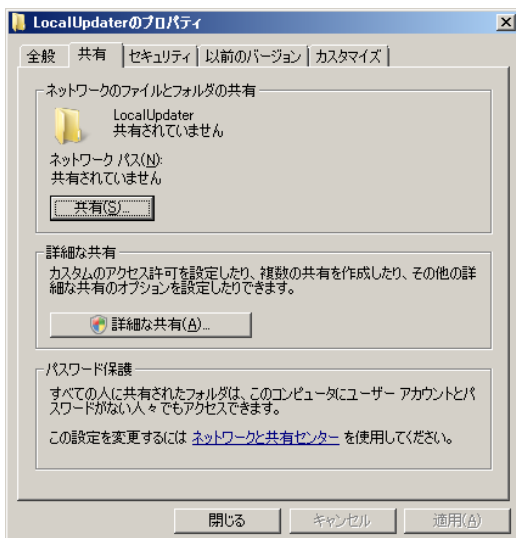 LocalUpdaterのプロパティ
全般 共有 セキュリティ 以前のバージョン カスタマイズ
ネットワークのファイルとフォルダの共有
LocalUpdater
共有されていません
ネットワーク パス(N):
共有されていません
共有(S)...
詳細な共有
カスタムのアクセス許可を設定したり、複数の共有を作成したり、その他の詳
細な共有のオプションを設定したりできます。
詳細な共有(A)...
パスワード保護
すべての人に共有されたフォルダは、このコンピュータにユーザー アカウントとパ
スワードがない人々でもアクセスできます。
この設定を変更するには ネットワークと共有センター を使用してください。
閉じる キャンセル 適用(A)